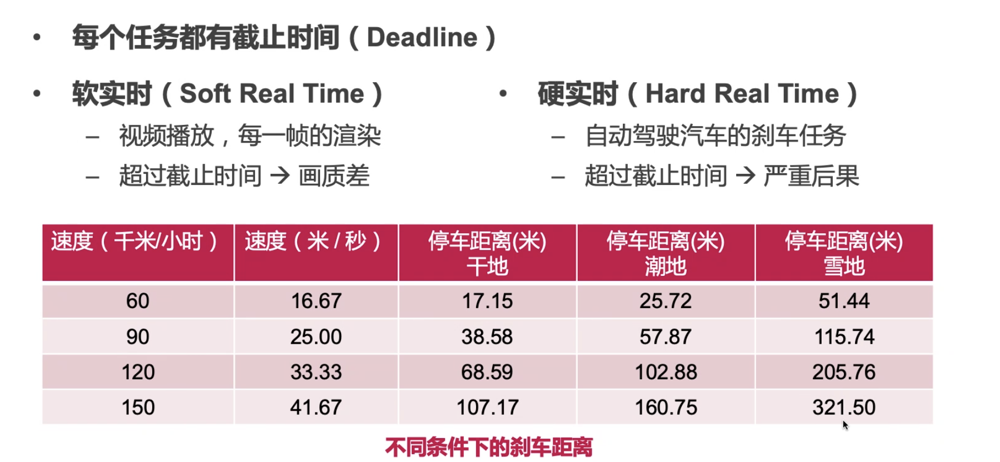 • 每个任务都有截止时间（Deadline）
• 软实时（Soft Real Time）
– 视频播放，每一帧的渲染
– 超过截止时间 → 画质差
• 硬实时（Hard Real Time）
– 自动驾驶汽车的刹车任务
– 超过截止时间 → 严重后果
速度（千米/小时） 速度（米 / 秒） 停车距离(米) 干地 停车距离(米) 潮地 停车距离(米) 雪地
60 16.67 17.15 25.72 51.44
90 25.00 38.58 57.87 115.74
120 33.33 68.59 102.88 205.76
150 41.67 107.17 160.75 321.50
不同条件下的刹车距离